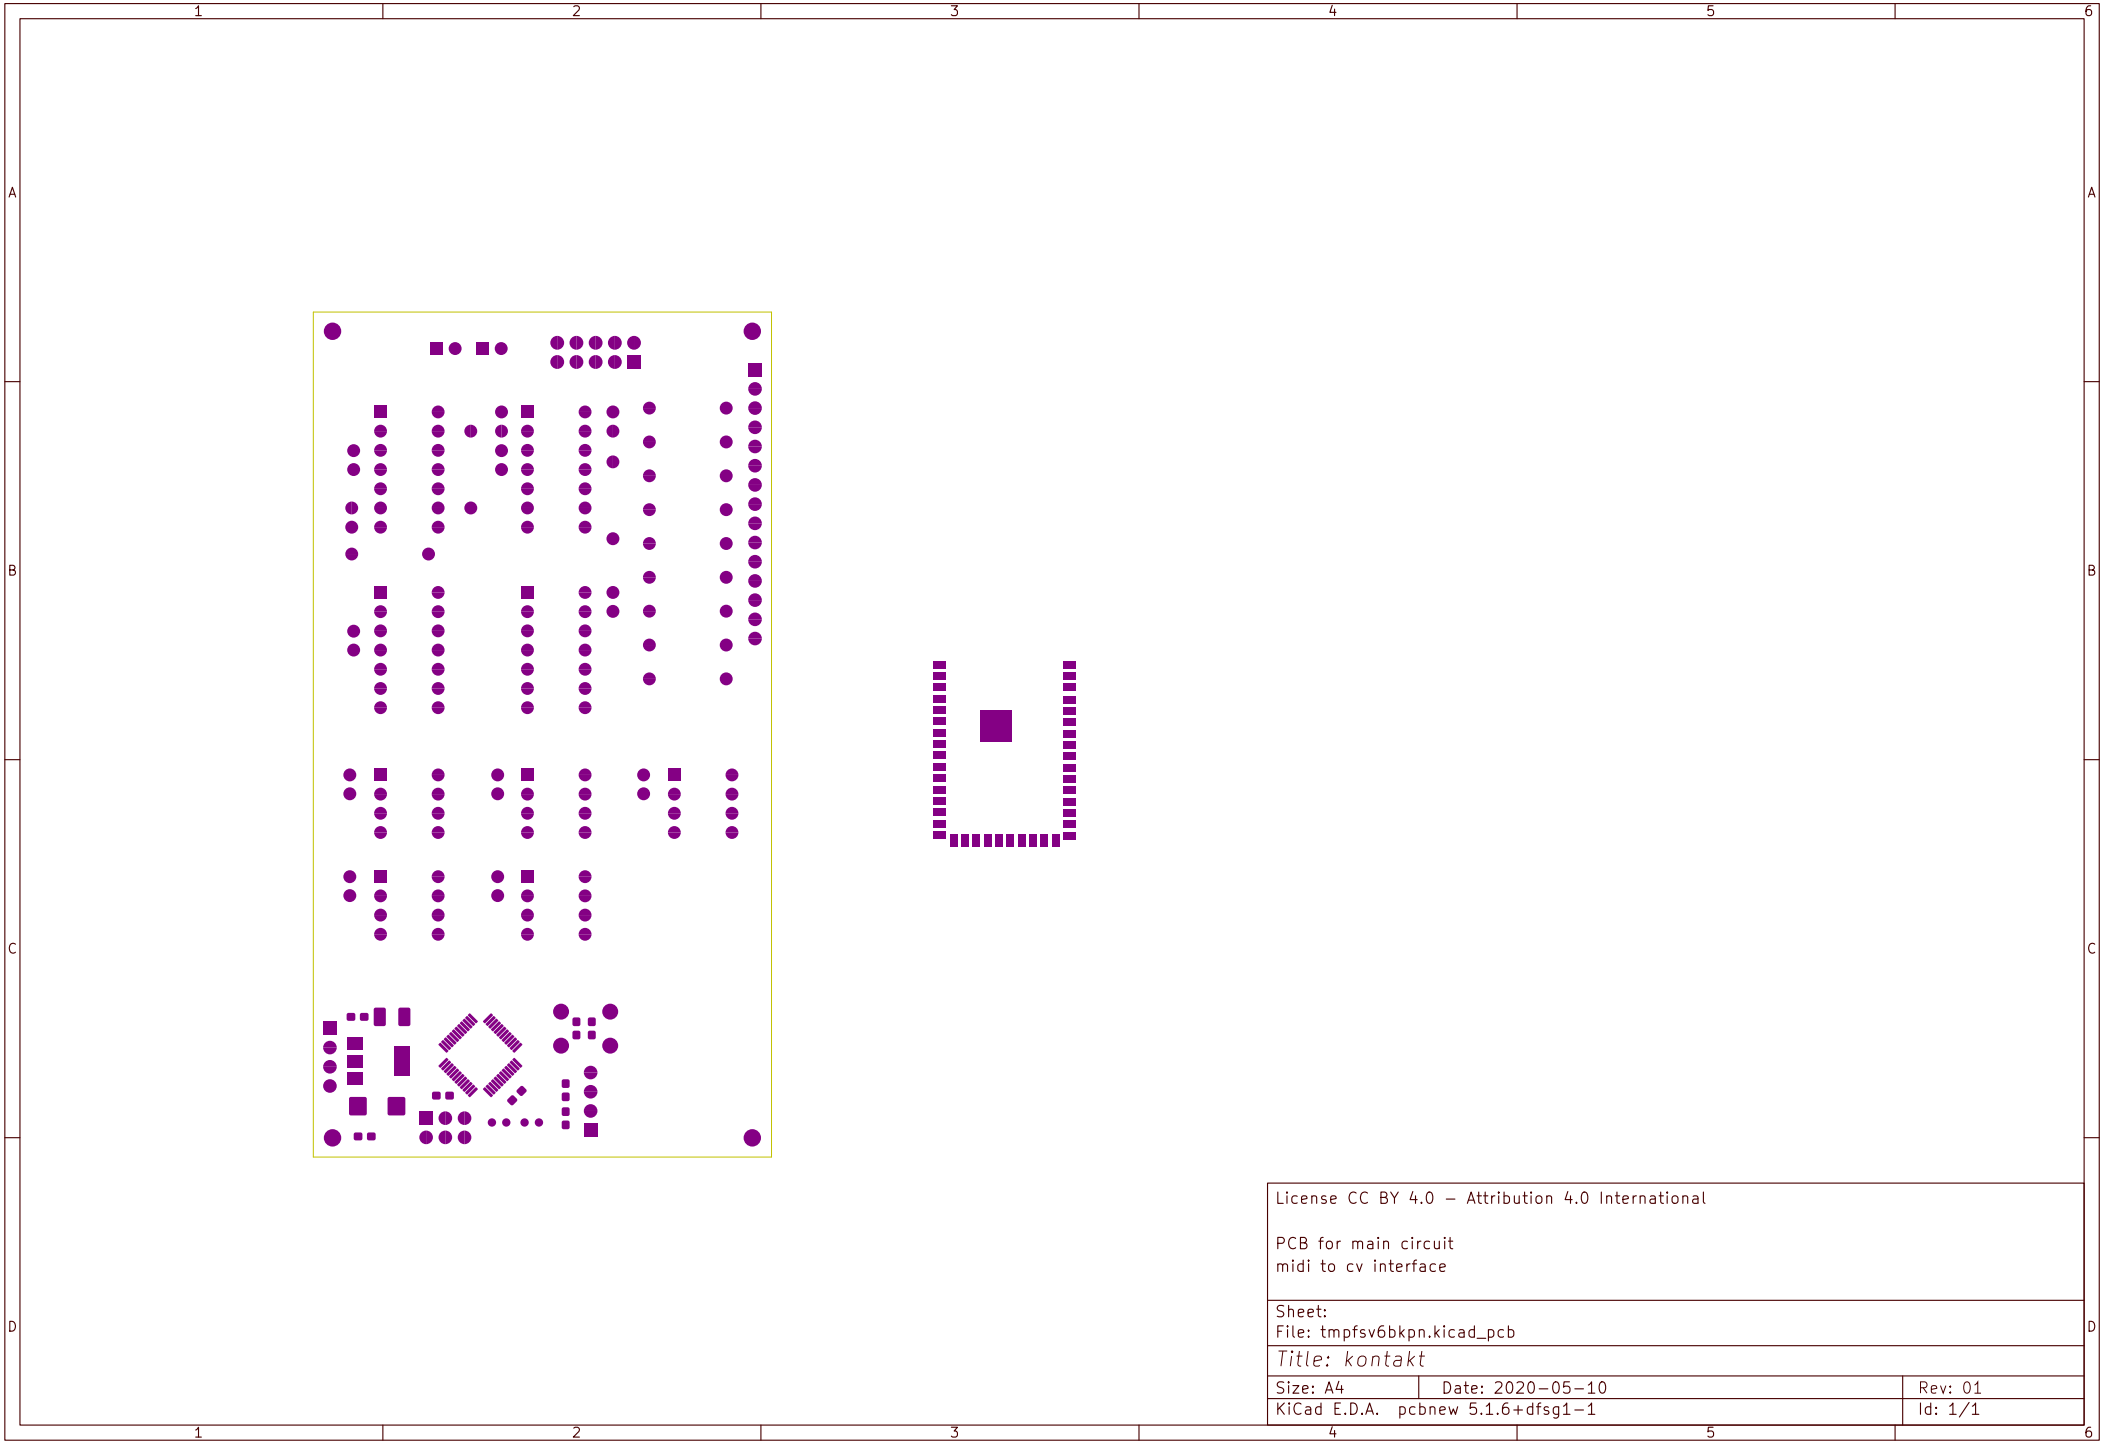 1 2 3 4 5 6
A A
B B
C C
D D
License CC BY 4.0 – Attribution 4.0 International
PCB for main circuit
midi to cv interface
Sheet:
File: tmpfsv6bkpn.kicad_pcb
Title: kontakt
Size: A4 Date: 2020-05-10 Rev: 01
KiCad E.D.A. pcbnew 5.1.6+dfsg1-1 Id: 1/1
1 2 3 4 5 6